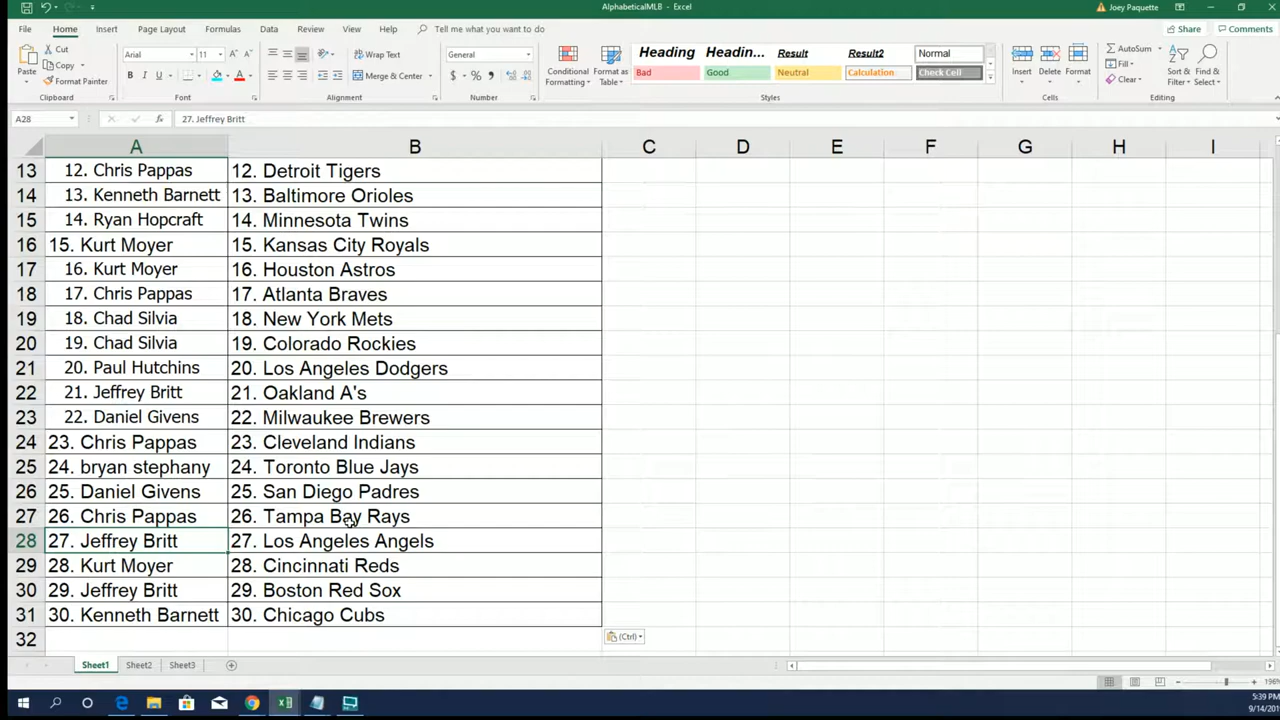 AlphabeticalMLB - Excel
Joey Paquette
File Home Insert Page Layout Formulas Data Review View Help Tell me what you want to do
Share Comments
Paste
Cut
Copy
Format Painter
Clipboard
Arial 11
B I U
Font
Wrap Text
Merge & Center
Alignment
General
$ % ,
Number
Conditional Formatting
Format as Table
Heading Headin... Result Result2 Normal
Bad Good Neutral Calculation Check Cell
Styles
Insert Delete Format
Cells
AutoSum
Fill
Clear
Sort & Filter
Find & Select
Editing
A28 fx 27. Jeffrey Britt
A B C D E F G H I
13 12. Chris Pappas 12. Detroit Tigers
14 13. Kenneth Barnett 13. Baltimore Orioles
15 14. Ryan Hopcraft 14. Minnesota Twins
16 15. Kurt Moyer 15. Kansas City Royals
17 16. Kurt Moyer 16. Houston Astros
18 17. Chris Pappas 17. Atlanta Braves
19 18. Chad Silvia 18. New York Mets
20 19. Chad Silvia 19. Colorado Rockies
21 20. Paul Hutchins 20. Los Angeles Dodgers
22 21. Jeffrey Britt 21. Oakland A's
23 22. Daniel Givens 22. Milwaukee Brewers
24 23. Chris Pappas 23. Cleveland Indians
25 24. bryan stephany 24. Toronto Blue Jays
26 25. Daniel Givens 25. San Diego Padres
27 26. Chris Pappas 26. Tampa Bay Rays
28 27. Jeffrey Britt 27. Los Angeles Angels
29 28. Kurt Moyer 28. Cincinnati Reds
30 29. Jeffrey Britt 29. Boston Red Sox
31 30. Kenneth Barnett 30. Chicago Cubs
32
(Ctrl)
Sheet1 Sheet2 Sheet3
196%
5:39 PM